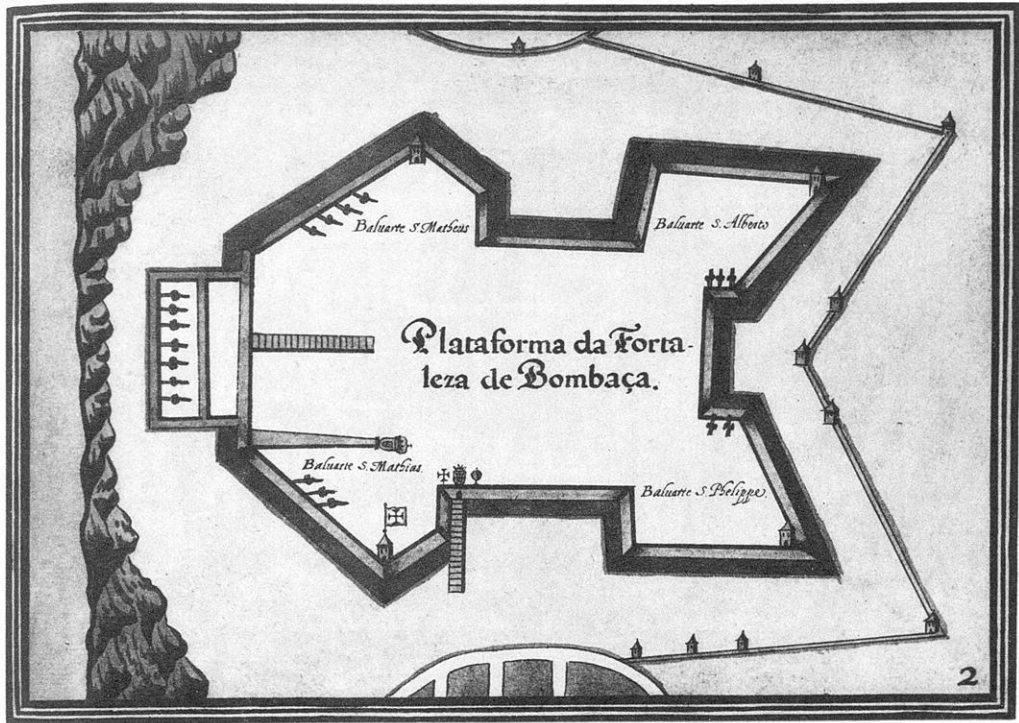 Baluarte S. Matheus
Baluarte S. Alberto
Plataforma da Forta-
leza de Bombaça.
Baluarte S. Mathias.
Baluarte S. Phelippe.
2